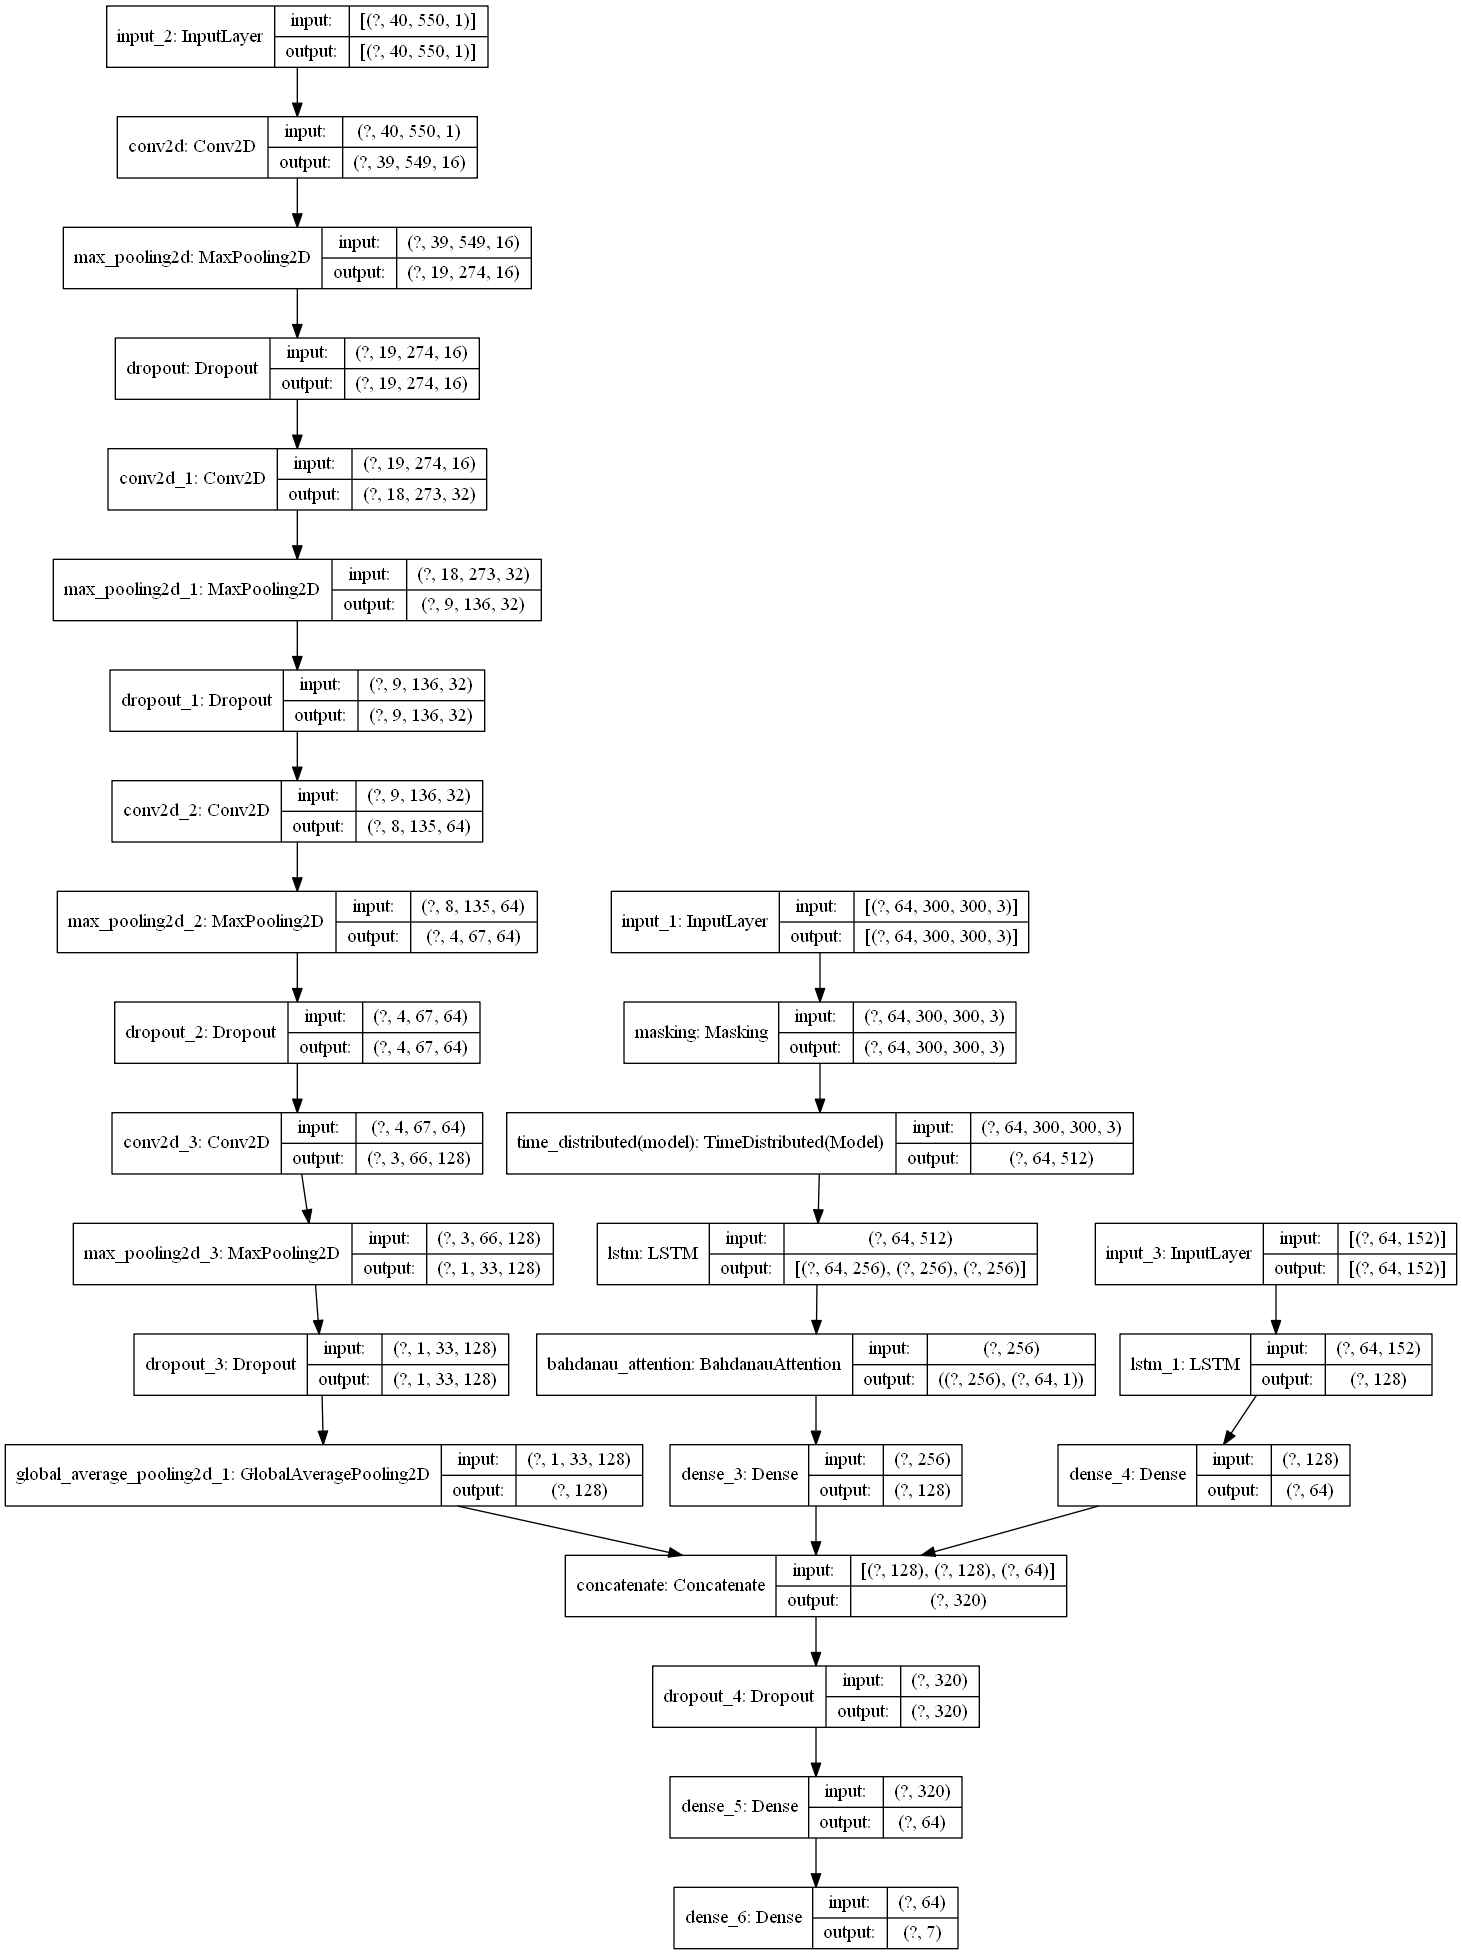 input_2: InputLayer
input: [(?, 40, 550, 1)]
output: [(?, 40, 550, 1)]
conv2d: Conv2D
input: (?, 40, 550, 1)
output: (?, 39, 549, 16)
max_pooling2d: MaxPooling2D
input: (?, 39, 549, 16)
output: (?, 19, 274, 16)
dropout: Dropout
input: (?, 19, 274, 16)
output: (?, 19, 274, 16)
conv2d_1: Conv2D
input: (?, 19, 274, 16)
output: (?, 18, 273, 32)
max_pooling2d_1: MaxPooling2D
input: (?, 18, 273, 32)
output: (?, 9, 136, 32)
dropout_1: Dropout
input: (?, 9, 136, 32)
output: (?, 9, 136, 32)
conv2d_2: Conv2D
input: (?, 9, 136, 32)
output: (?, 8, 135, 64)
max_pooling2d_2: MaxPooling2D
input: (?, 8, 135, 64)
output: (?, 4, 67, 64)
input_1: InputLayer
input: [(?, 64, 300, 300, 3)]
output: [(?, 64, 300, 300, 3)]
dropout_2: Dropout
input: (?, 4, 67, 64)
output: (?, 4, 67, 64)
masking: Masking
input: (?, 64, 300, 300, 3)
output: (?, 64, 300, 300, 3)
conv2d_3: Conv2D
input: (?, 4, 67, 64)
output: (?, 3, 66, 128)
time_distributed(model): TimeDistributed(Model)
input: (?, 64, 300, 300, 3)
output: (?, 64, 512)
max_pooling2d_3: MaxPooling2D
input: (?, 3, 66, 128)
output: (?, 1, 33, 128)
lstm: LSTM
input: (?, 64, 512)
output: [(?, 64, 256), (?, 256), (?, 256)]
input_3: InputLayer
input: [(?, 64, 152)]
output: [(?, 64, 152)]
dropout_3: Dropout
input: (?, 1, 33, 128)
output: (?, 1, 33, 128)
bahdanau_attention: BahdanauAttention
input: (?, 256)
output: ((?, 256), (?, 64, 1))
lstm_1: LSTM
input: (?, 64, 152)
output: (?, 128)
global_average_pooling2d_1: GlobalAveragePooling2D
input: (?, 1, 33, 128)
output: (?, 128)
dense_3: Dense
input: (?, 256)
output: (?, 128)
dense_4: Dense
input: (?, 128)
output: (?, 64)
concatenate: Concatenate
input: [(?, 128), (?, 128), (?, 64)]
output: (?, 320)
dropout_4: Dropout
input: (?, 320)
output: (?, 320)
dense_5: Dense
input: (?, 320)
output: (?, 64)
dense_6: Dense
input: (?, 64)
output: (?, 7)